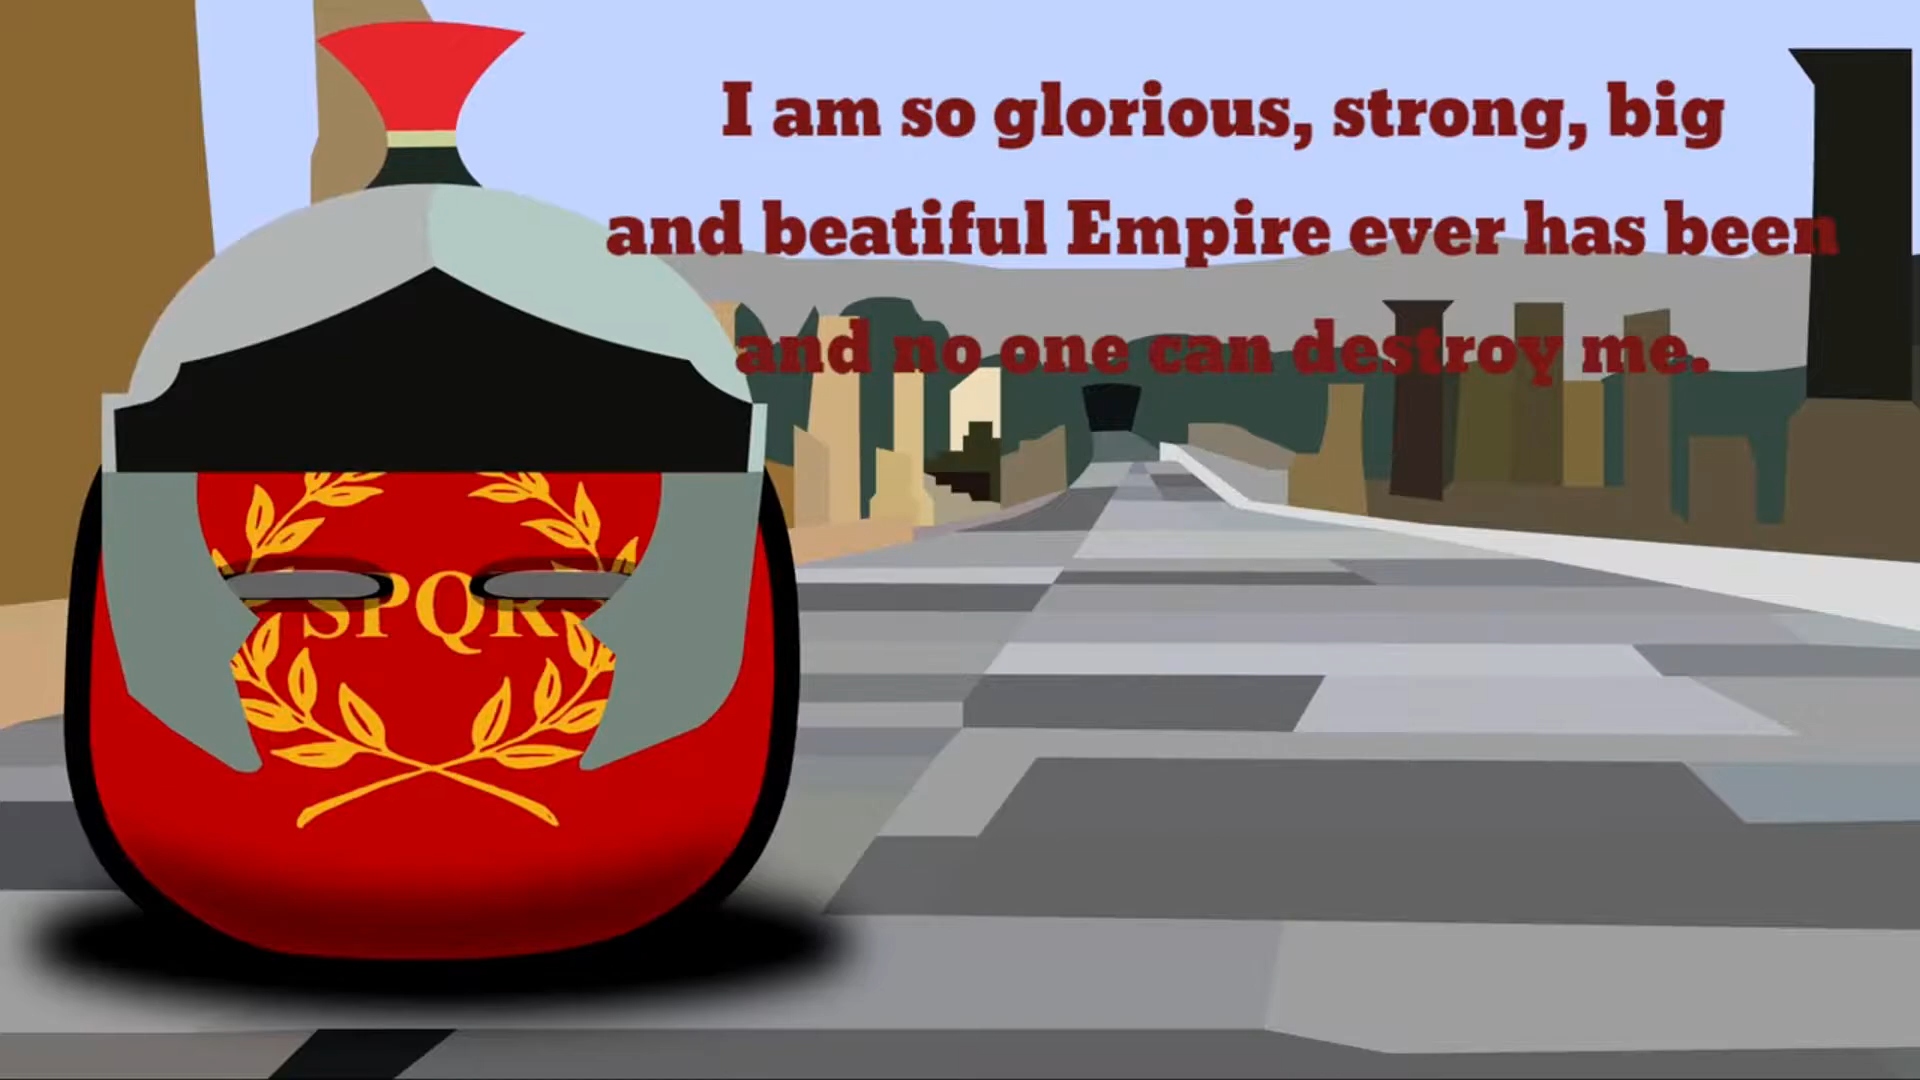 I am so glorious, strong, big
and beatiful Empire ever has been
and no one can destroy me.
SPQR